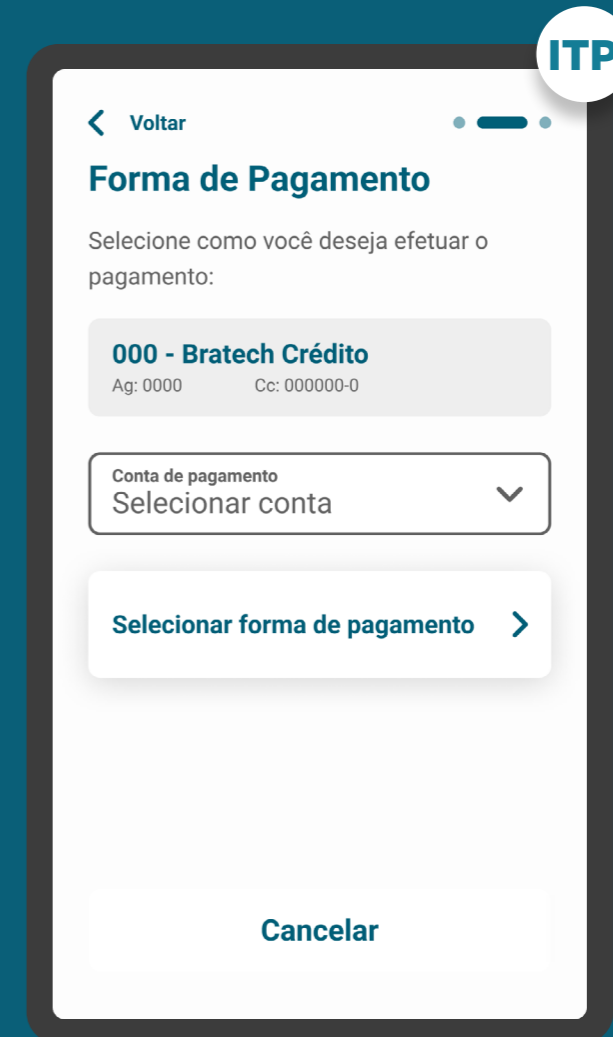 ITP
Voltar
Forma de Pagamento
Selecione como você deseja efetuar o
pagamento:
000 - Bratech Crédito
Ag: 0000 Cc: 000000-0
Conta de pagamento
Selecionar conta
Selecionar forma de pagamento
Cancelar